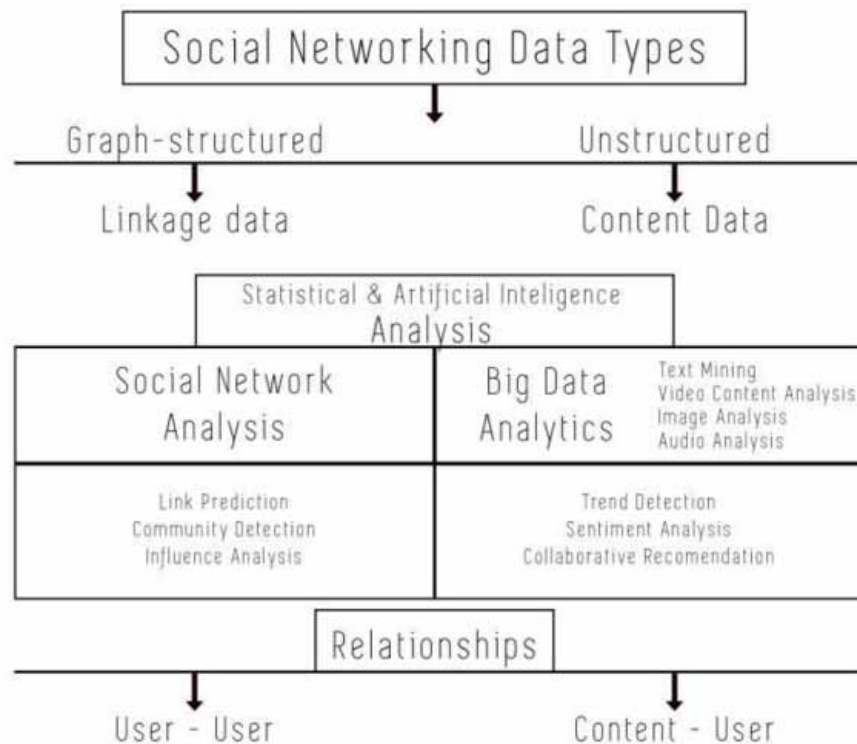 Social Networking Data Types
Graph-structured
Unstructured
Linkage data
Content Data
Statistical & Artificial Inteligence
Analysis
Social Network
Analysis
Big Data
Analytics
Text Mining
Video Content Analysis
Image Analysis
Audio Analysis
Link Prediction
Community Detection
Influence Analysis
Trend Detection
Sentiment Analysis
Collaborative Recomendation
Relationships
User - User
Content - User